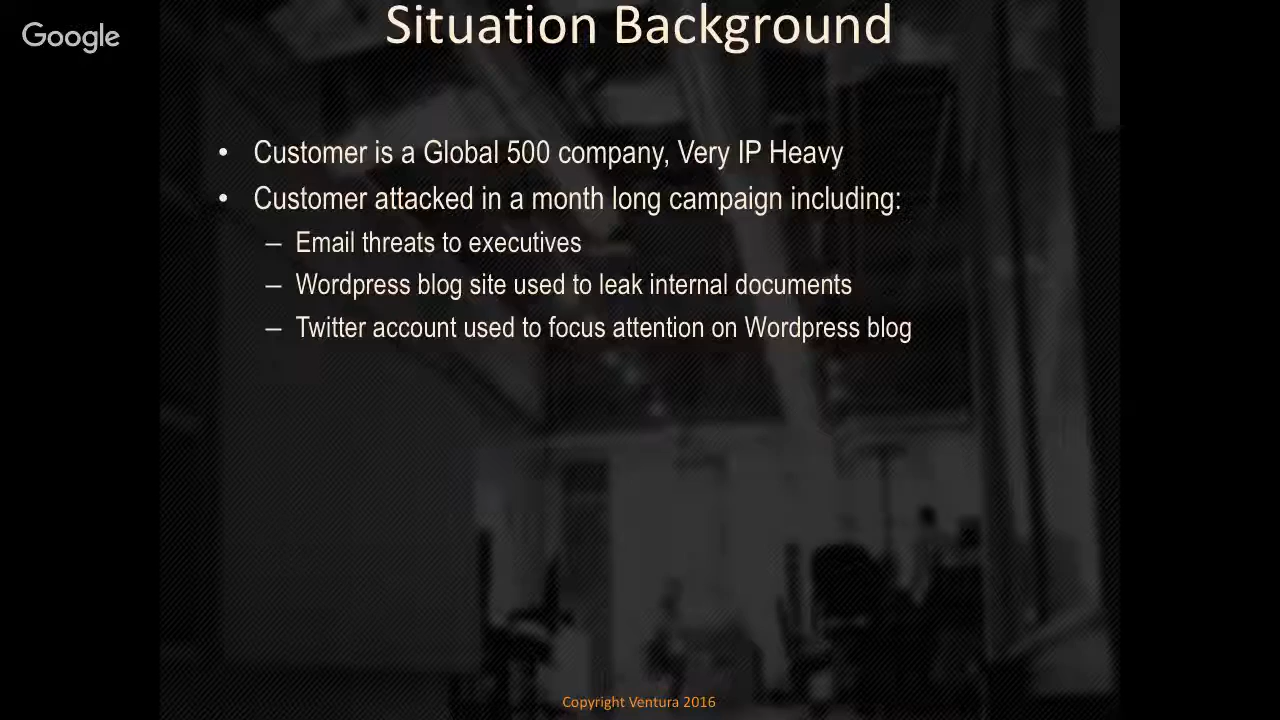 Google
Situation Background
• Customer is a Global 500 company, Very IP Heavy
• Customer attacked in a month long campaign including:
– Email threats to executives
– Wordpress blog site used to leak internal documents
– Twitter account used to focus attention on Wordpress blog
Copyright Ventura 2016